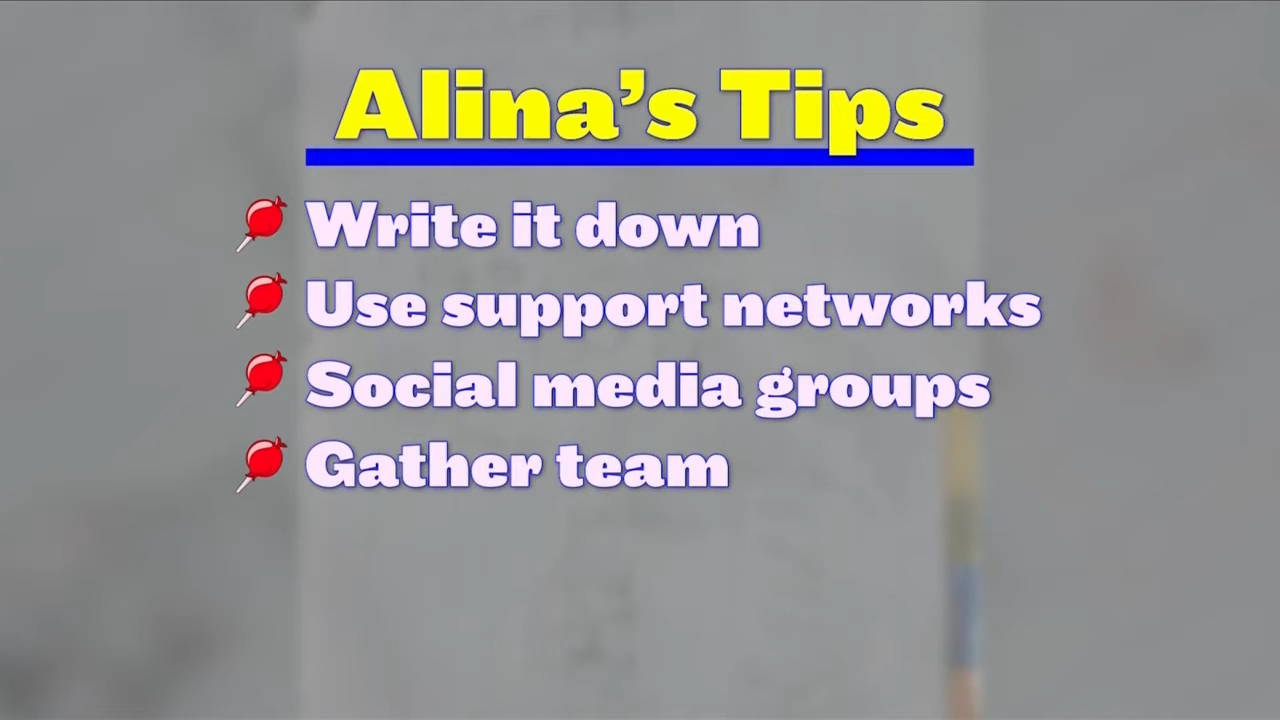 Alina's Tips
Write it down
Use support networks
Social media groups
Gather team